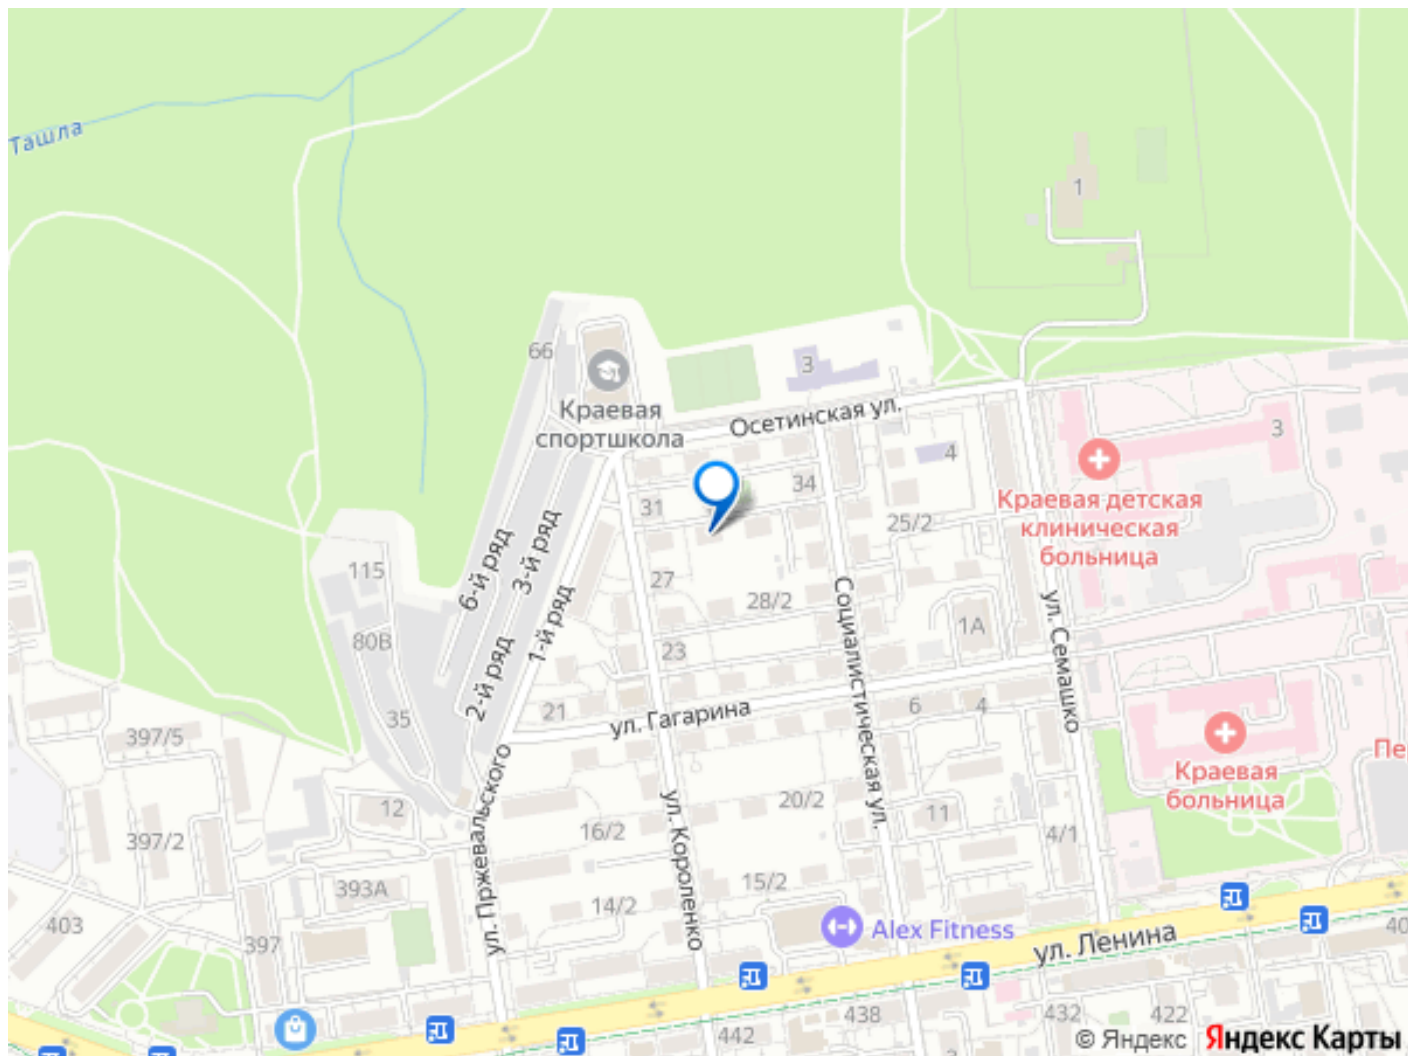 Ташла
1
66
3
Краевая
спортшкола
Осетинская ул.
4
3
Краевая детская
клиническая
больница
34
31
25/2
6-й ряд
3-й ряд
115
27
28/2
Социалистическая ул.
1А
ул. Семашко
1-й ряд
80В
23
2-й ряд
35
21
ул. Гагарина
6
4
397/5
Краевая
больница
Пе
ул. Пржевальского
ул. Короленко
20/2
12
16/2
11
4/1
397/2
393А
15/2
14/2
403
397
Alex Fitness
ул. Ленина
40
442
438
432
422
3
© Яндекс Яндекс Карты